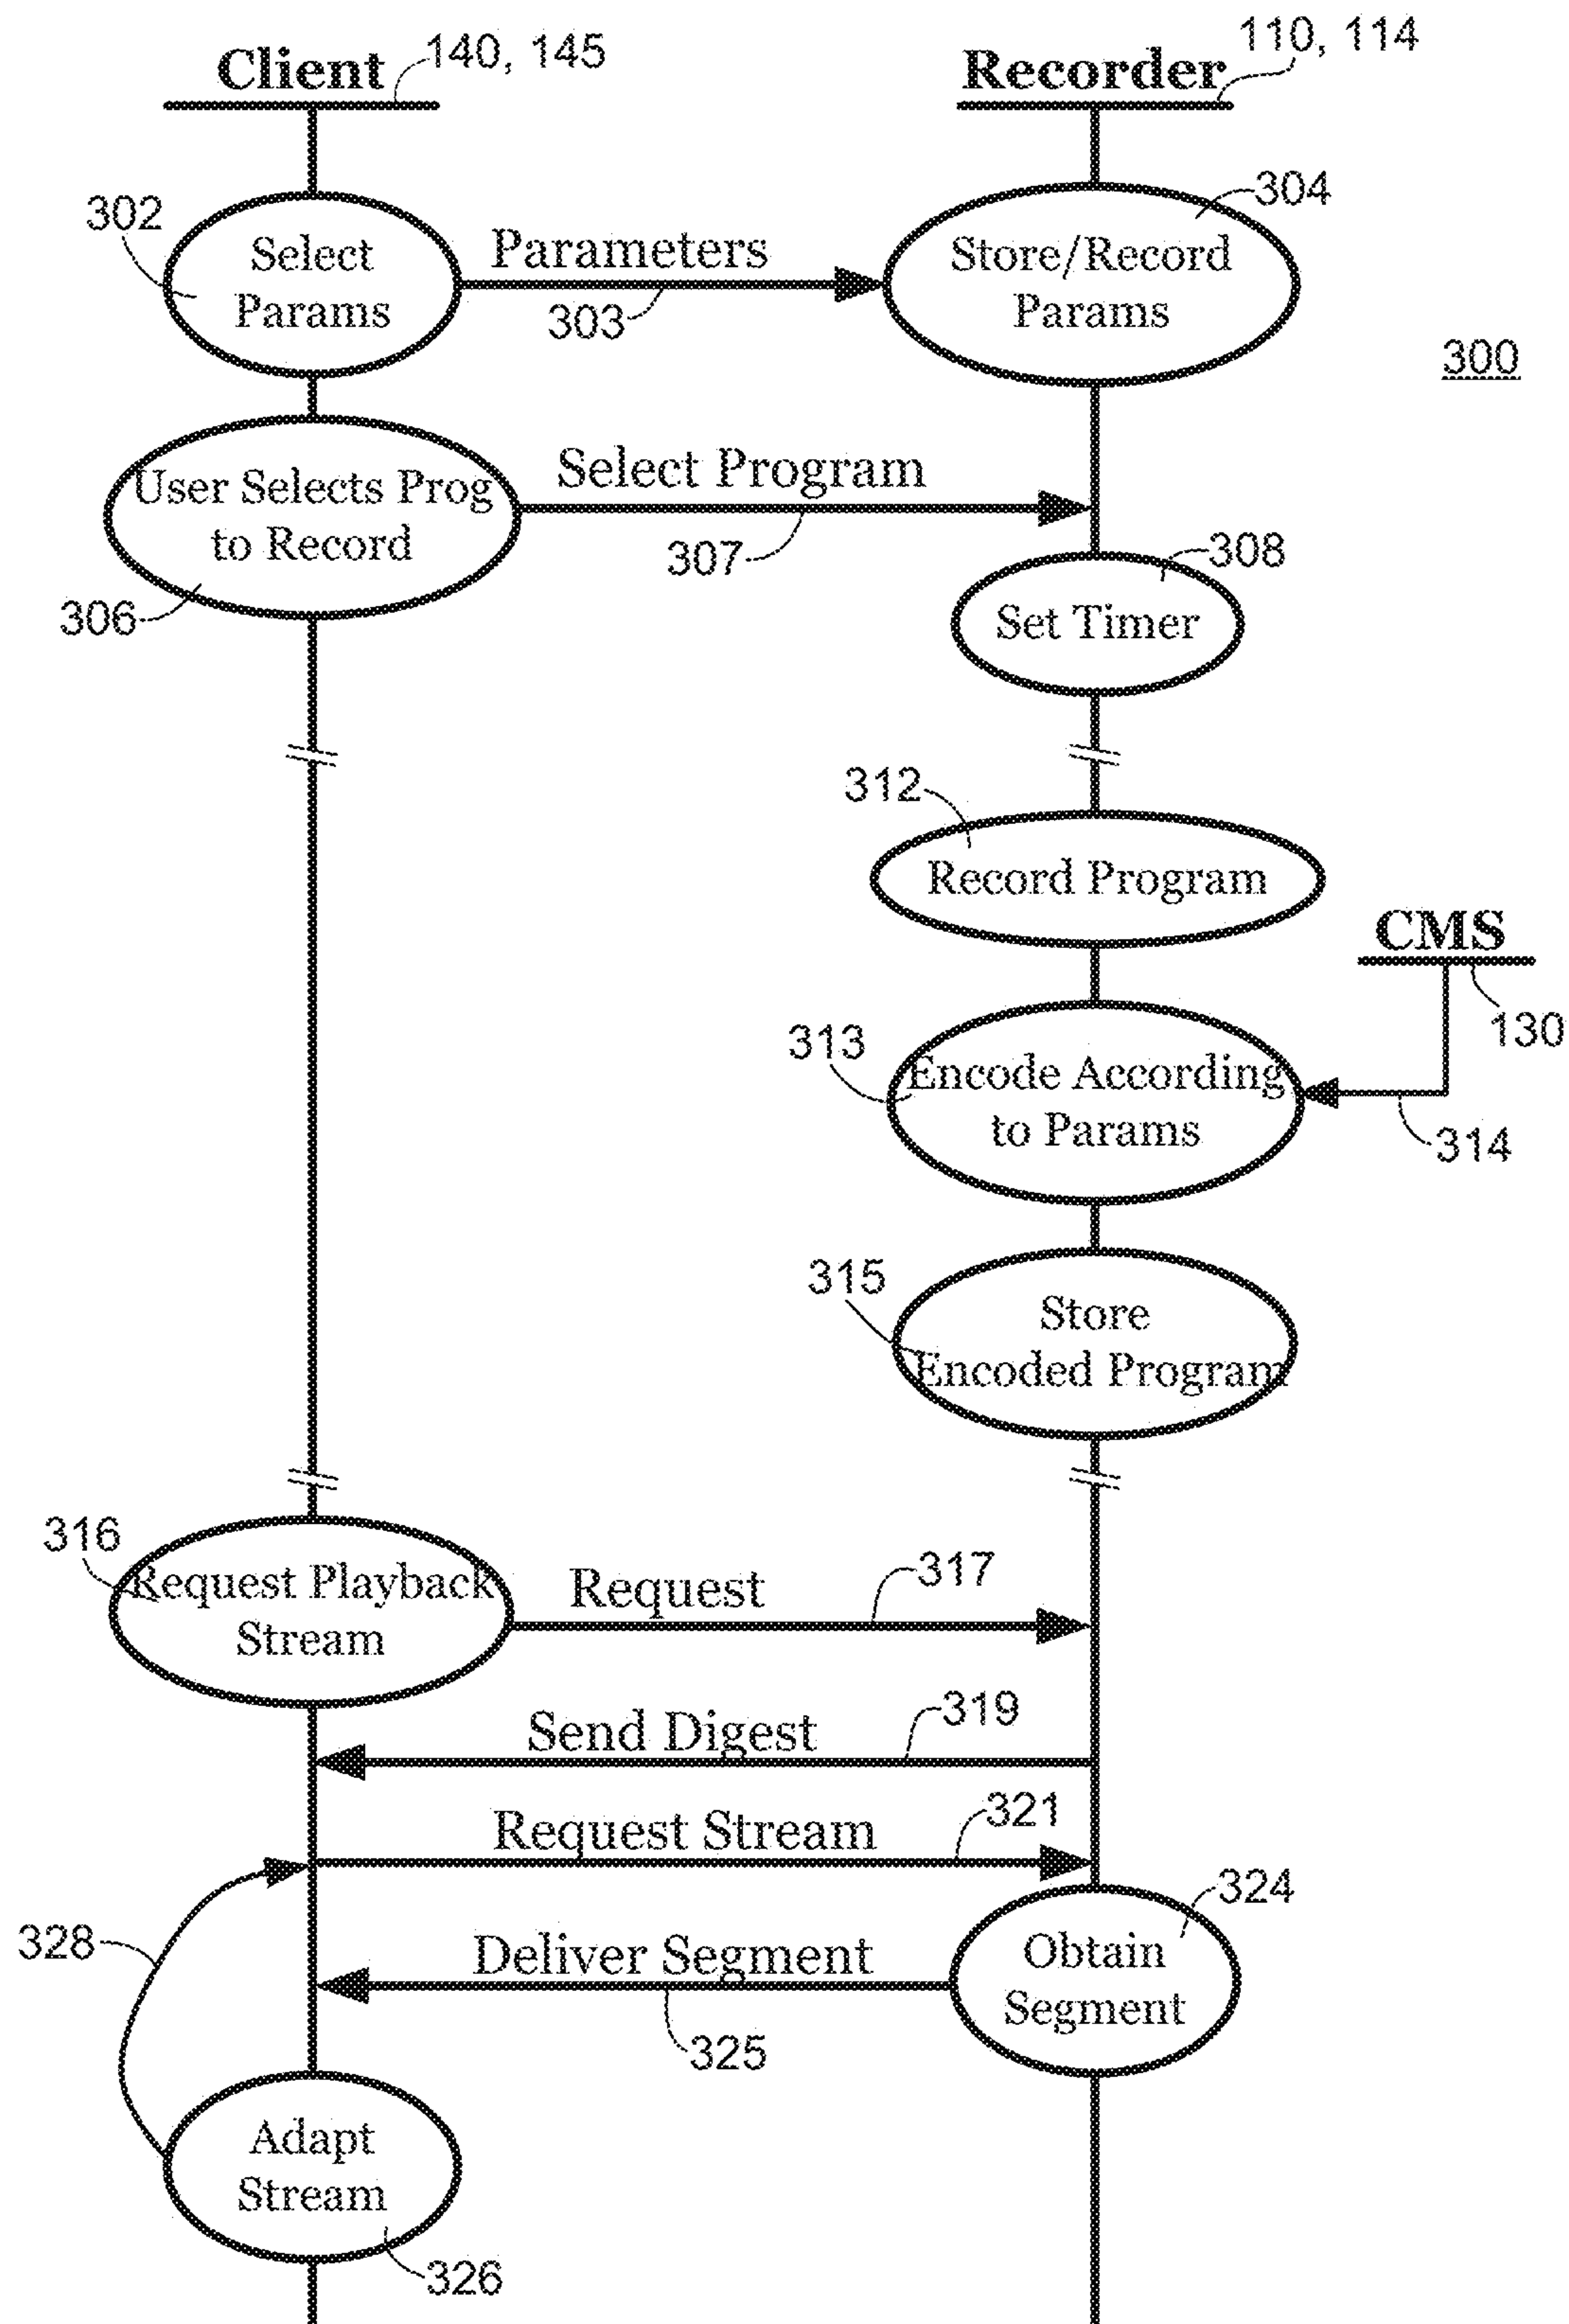 Client
140, 145
Recorder
110, 114
302
Select
Params
Parameters
303
304
Store/Record
Params
300
User Selects Prog
to Record
306
Select Program
307
308
Set Timer
312
Record Program
CMS
130
313
Encode According
to Params
314
315
Store
Encoded Program
316
Request Playback
Stream
Request
317
Send Digest
319
Request Stream
321
324
Obtain
Segment
328
Deliver Segment
325
Adapt
Stream
326